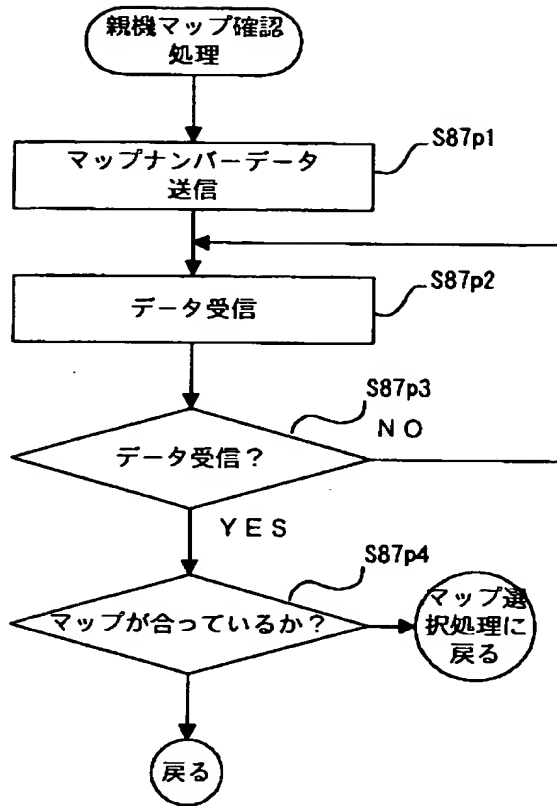 親機マップ確認
処理
S87p1
マップナンバーデータ
送信
S87p2
データ受信
S87p3
NO
データ受信？
YES
S87p4
マップが合っているか？
マップ選
択処理に
戻る
戻る